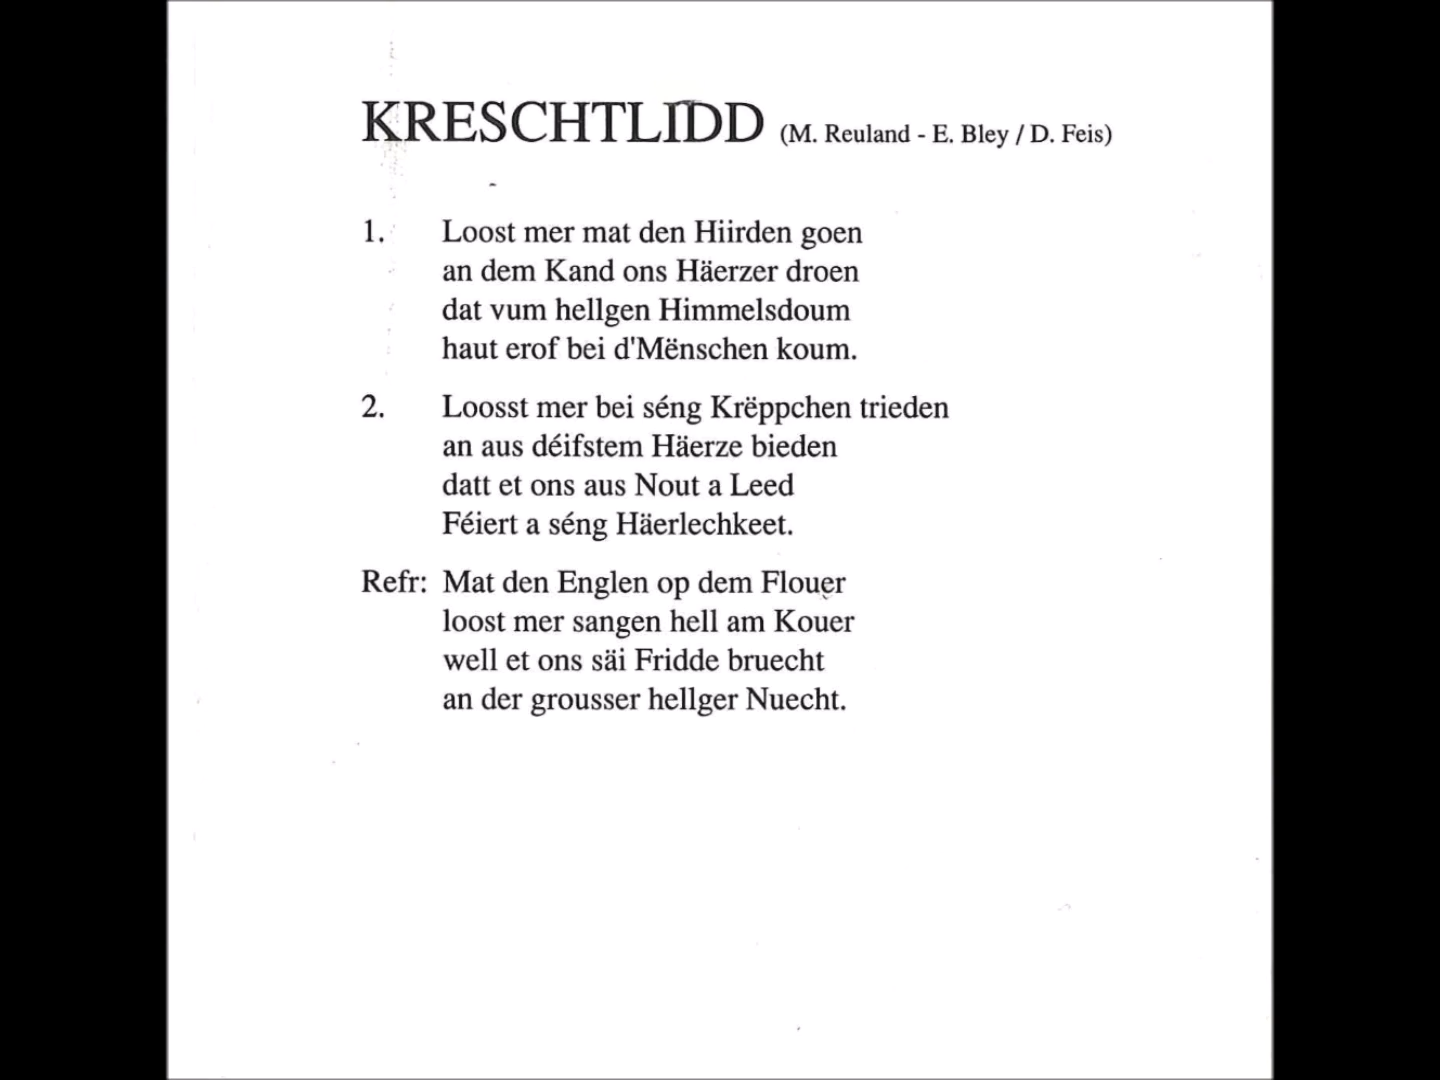 KRESCHTLIDD (M. Reuland - E. Bley / D. Feis)
1. Loost mer mat den Hiirden goen
an dem Kand ons Häerzer droen
dat vum hellgen Himmelsdoum
haut erof bei d'Mënschen koum.
2. Loosst mer bei séng Krëppchen trieden
an aus déifstem Häerze bieden
datt et ons aus Nout a Leed
Féiert a séng Häerlechkeet.
Refr: Mat den Englen op dem Flouer
loost mer sangen hell am Kouer
well et ons säi Fridde bruecht
an der grousser hellger Nuecht.